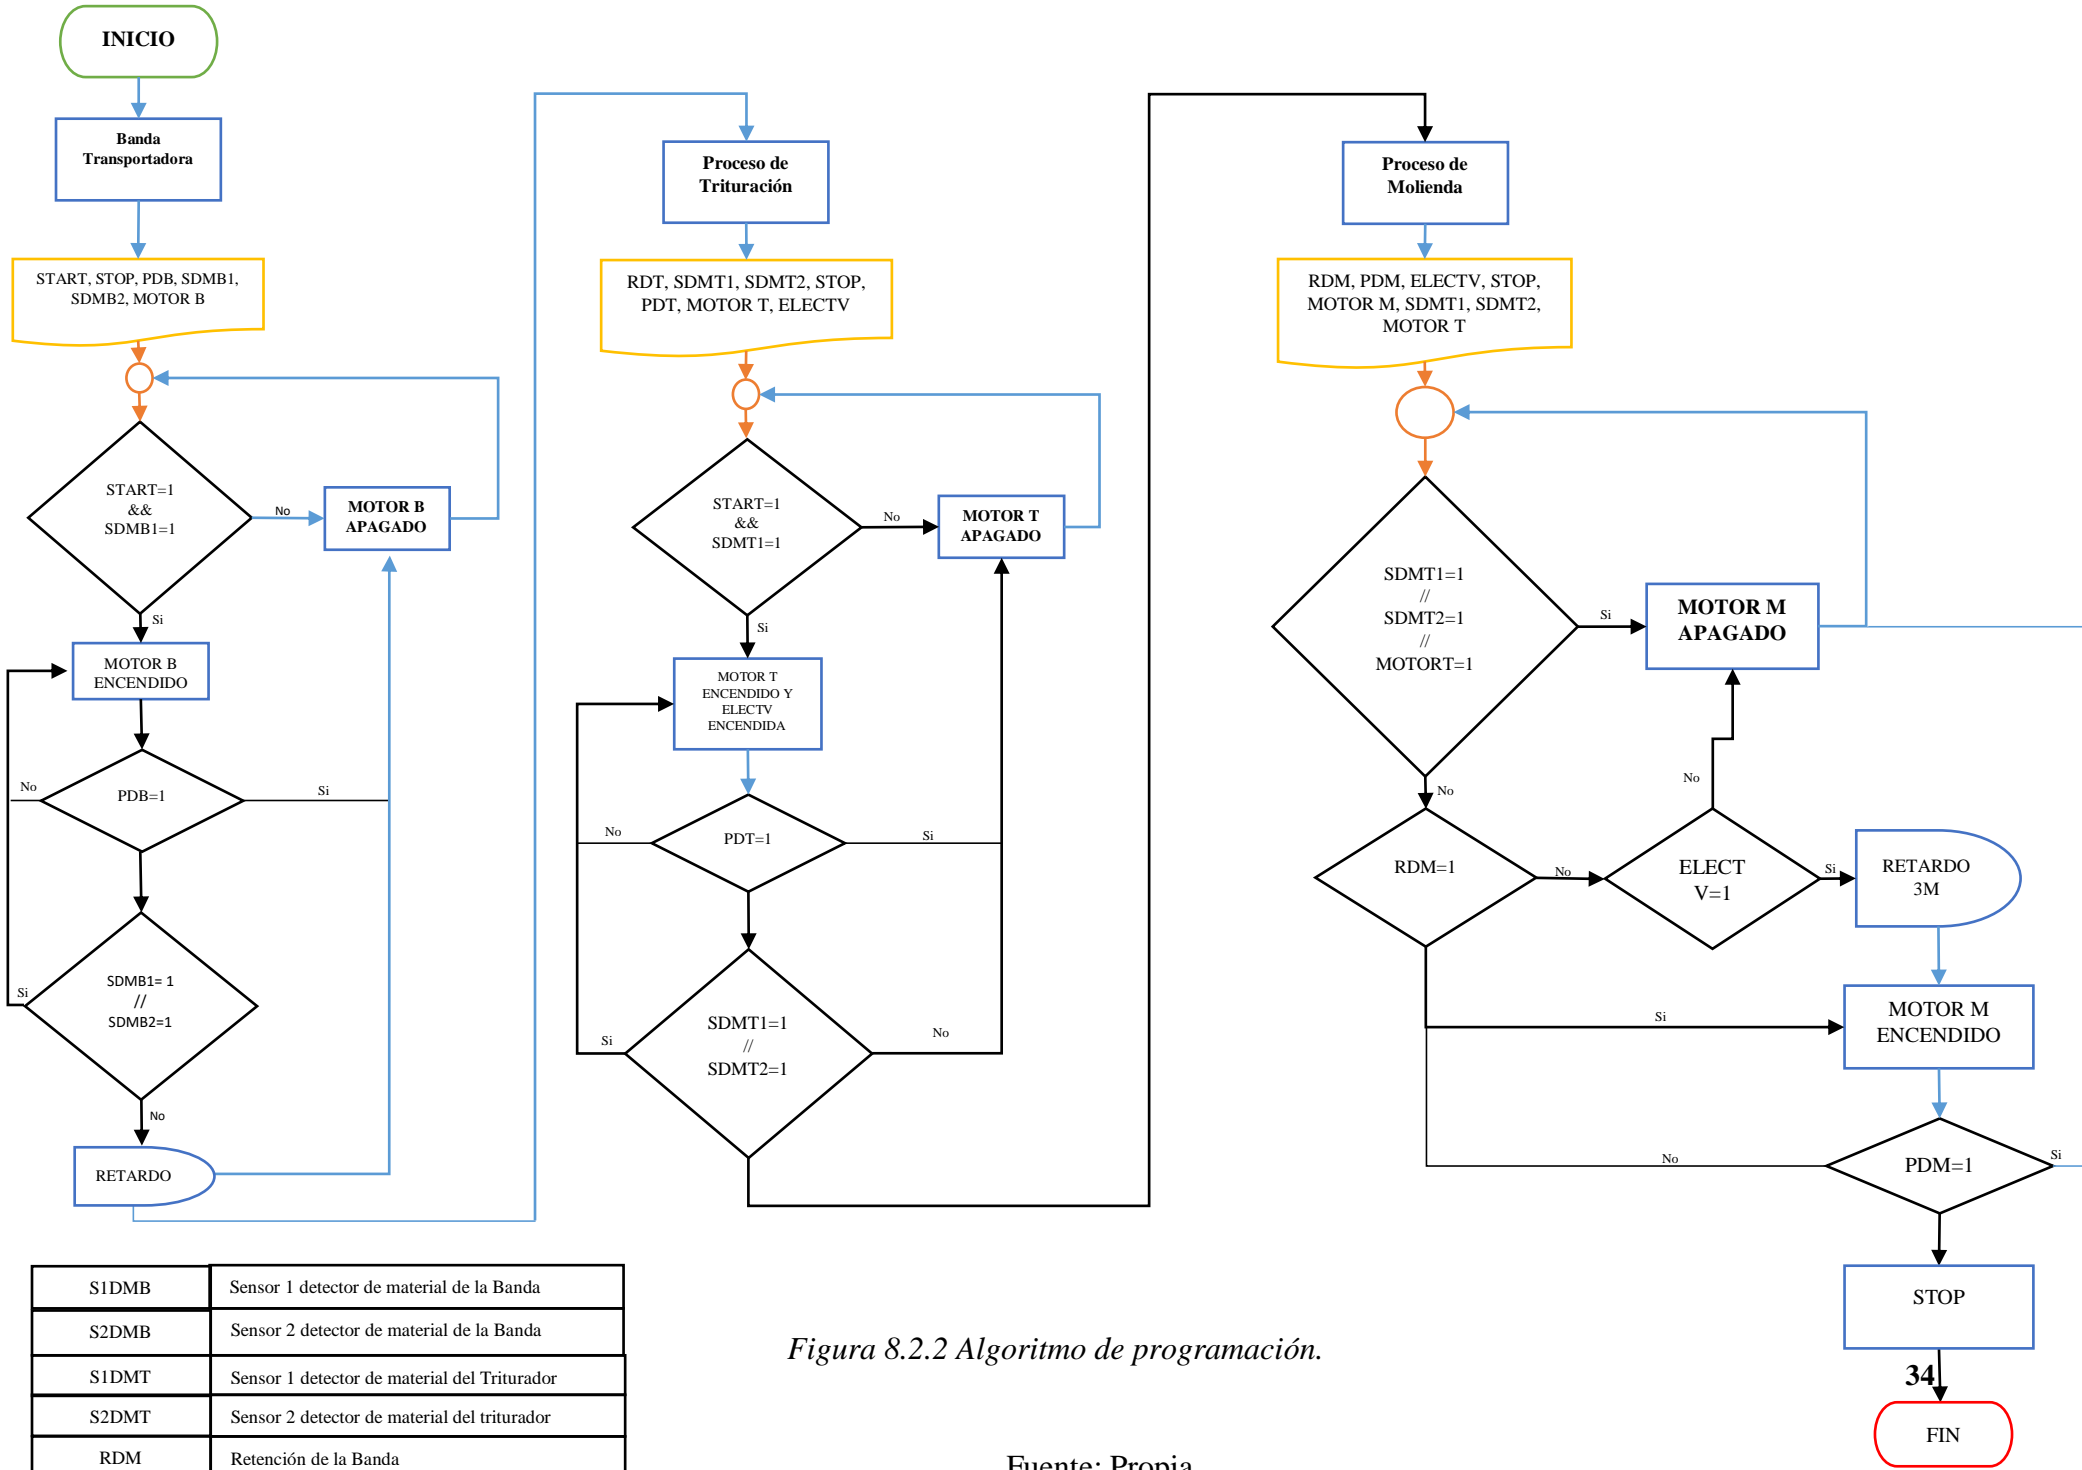 INICIO
Banda
Transportadora
START, STOP, PDB, SDMB1,
SDMB2, MOTOR B
START=1
&&
SDMB1=1
No
MOTOR B
APAGADO
Si
MOTOR B
ENCENDIDO
No
PDB=1
Si
Si
SDMB1= 1
//
SDMB2=1
No
RETARDO
Proceso de
Trituración
RDT, SDMT1, SDMT2, STOP,
PDT, MOTOR T, ELECTV
START=1
&&
SDMT1=1
No
MOTOR T
APAGADO
Si
MOTOR T
ENCENDIDO Y
ELECTV
ENCENDIDA
No
PDT=1
Si
Si
SDMT1=1
//
SDMT2=1
No
Proceso de
Molienda
RDM, PDM, ELECTV, STOP,
MOTOR M, SDMT1, SDMT2,
MOTOR T
SDMT1=1
//
SDMT2=1
//
MOTORT=1
Si
MOTOR M
APAGADO
No
No
RDM=1
No
ELECT
V=1
Si
RETARDO
3M
Si
MOTOR M
ENCENDIDO
No
PDM=1
Si
STOP
34
FIN
S1DMB Sensor 1 detector de material de la Banda
S2DMB Sensor 2 detector de material de la Banda
S1DMT Sensor 1 detector de material del Triturador
S2DMT Sensor 2 detector de material del triturador
RDM Retención de la Banda
Figura 8.2.2 Algoritmo de programación.
Fuente: Propia